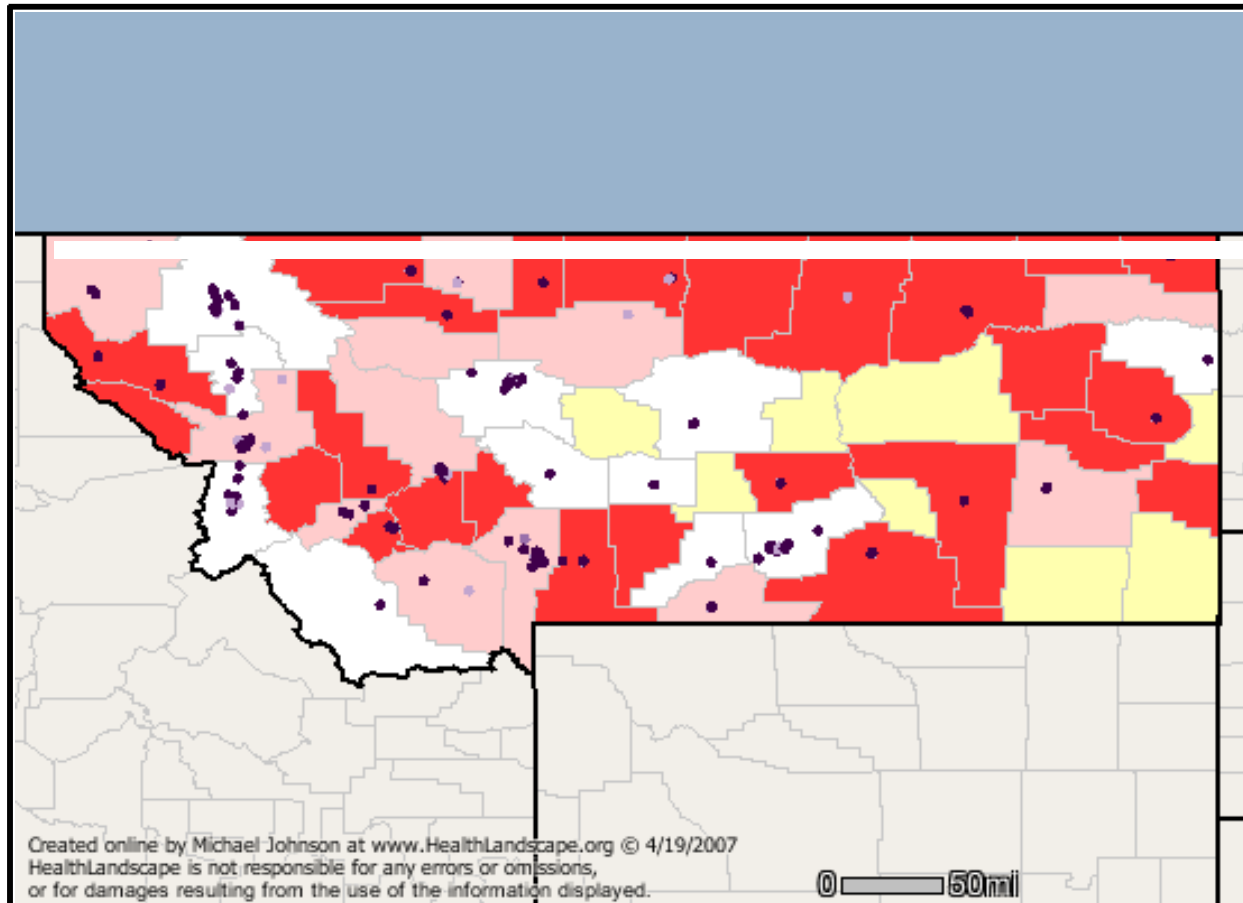 Created online by Michael Johnson at www.HealthLandscape.org © 4/19/2007
HealthLandscape is not responsible for any errors or omissions,
or for damages resulting from the use of the information displayed.
0 50mi